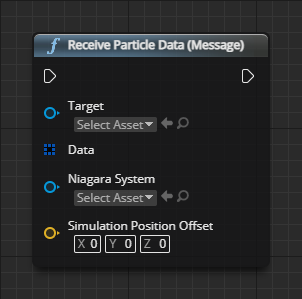 f Receive Particle Data (Message)
Target
Select Asset
Data
Niagara System
Select Asset
Simulation Position Offset
X 0 Y 0 Z 0